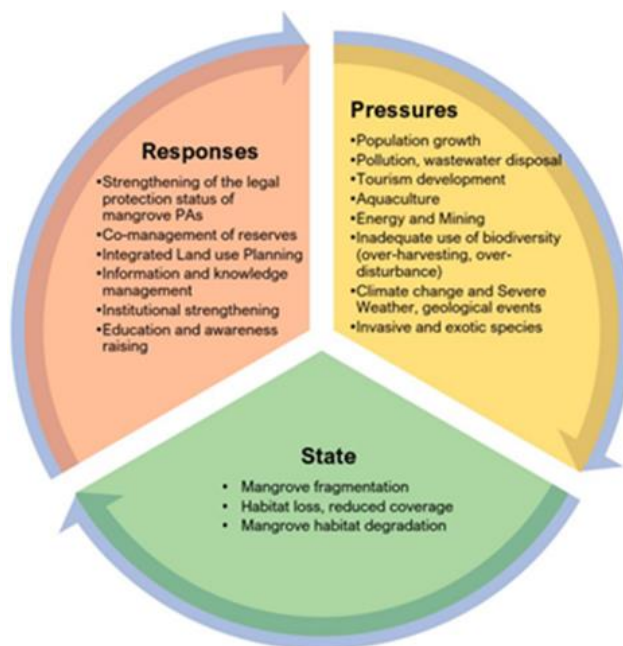 Pressures
•Population growth
•Pollution, wastewater disposal
•Tourism development
•Aquaculture
•Energy and Mining
•Inadequate use of biodiversity
(over-harvesting, over-
disturbance)
•Climate change and Severe
Weather, geological events
•Invasive and exotic species
State
• Mangrove fragmentation
• Habitat loss, reduced coverage
• Mangrove habitat degradation
Responses
•Strengthening of the legal
protection status of
mangrove PAs
•Co-management of reserves
•Integrated Land use Planning
•Information and knowledge
management
•Institutional strengthening
•Education and awareness
raising